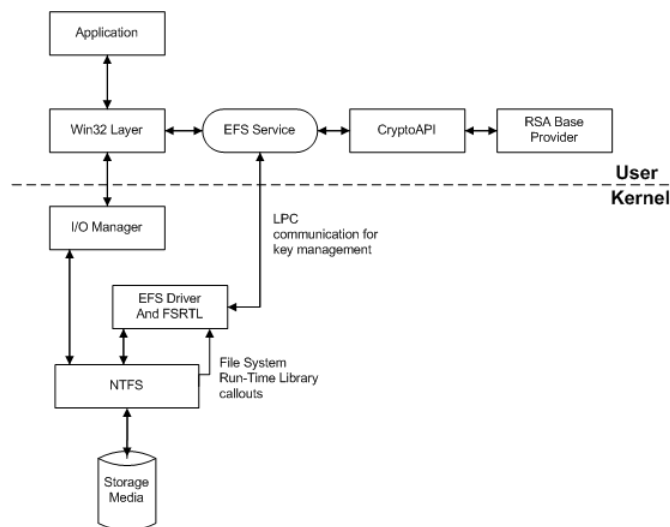 Application
Win32 Layer
EFS Service
CryptoAPI
RSA Base
Provider
User
Kernel
I/O Manager
LPC
communication for
key management
EFS Driver
And FSRTL
File System
Run-Time Library
callouts
NTFS
Storage
Media